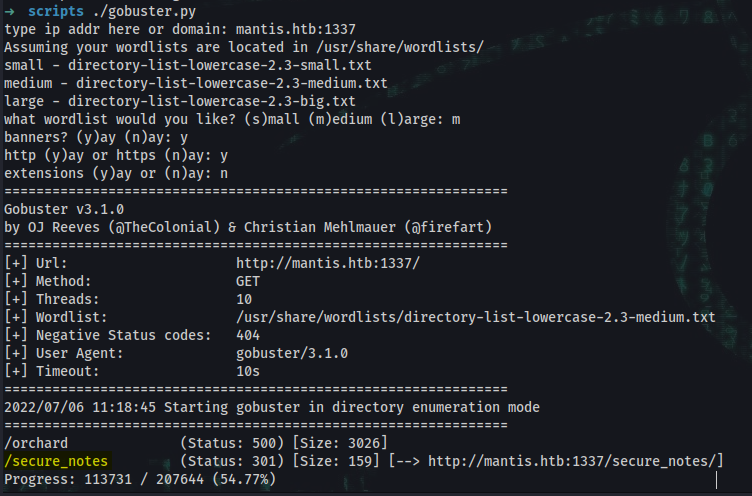 → scripts ./gobuster.py
type ip addr here or domain: mantis.htb:1337
Assuming your wordlists are located in /usr/share/wordlists/
small - directory-list-lowercase-2.3-small.txt
medium - directory-list-lowercase-2.3-medium.txt
large - directory-list-lowercase-2.3-big.txt
what wordlist would you like? (s)mall (m)edium (l)arge: m
banners? (y)ay (n)ay: y
http (y)ay or https (n)ay: y
extensions (y)ay or (n)ay: n
===============================================================
Gobuster v3.1.0
by OJ Reeves (@TheColonial) & Christian Mehlmauer (@firefart)
===============================================================
[+] Url:                     http://mantis.htb:1337/
[+] Method:                  GET
[+] Threads:                 10
[+] Wordlist:                /usr/share/wordlists/directory-list-lowercase-2.3-medium.txt
[+] Negative Status codes:   404
[+] User Agent:              gobuster/3.1.0
[+] Timeout:                 10s
===============================================================
2022/07/06 11:18:45 Starting gobuster in directory enumeration mode
===============================================================
/orchard              (Status: 500) [Size: 3026]
/secure_notes         (Status: 301) [Size: 159] [--> http://mantis.htb:1337/secure_notes/]
Progress: 113731 / 207644 (54.77%)